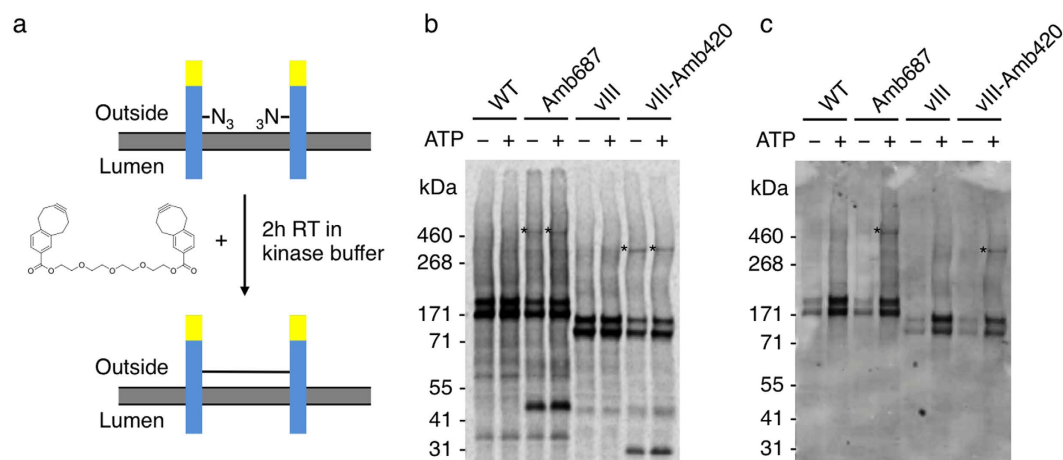 a
Outside
N₃
₃N
Lumen
+
2h RT in
kinase buffer
O
O
O
O
O
O
O
Outside
Lumen
b
WT
Amb687
vIII
vIII-Amb420
ATP – + – + – + – +
kDa
460 -
268 -
171 -
71 -
55 -
41 -
31 -
*
*
*
*
c
WT
Amb687
vIII
vIII-Amb420
ATP – + – + – + – +
kDa
460 -
268 -
171 -
71 -
55 -
41 -
31 -
*
*